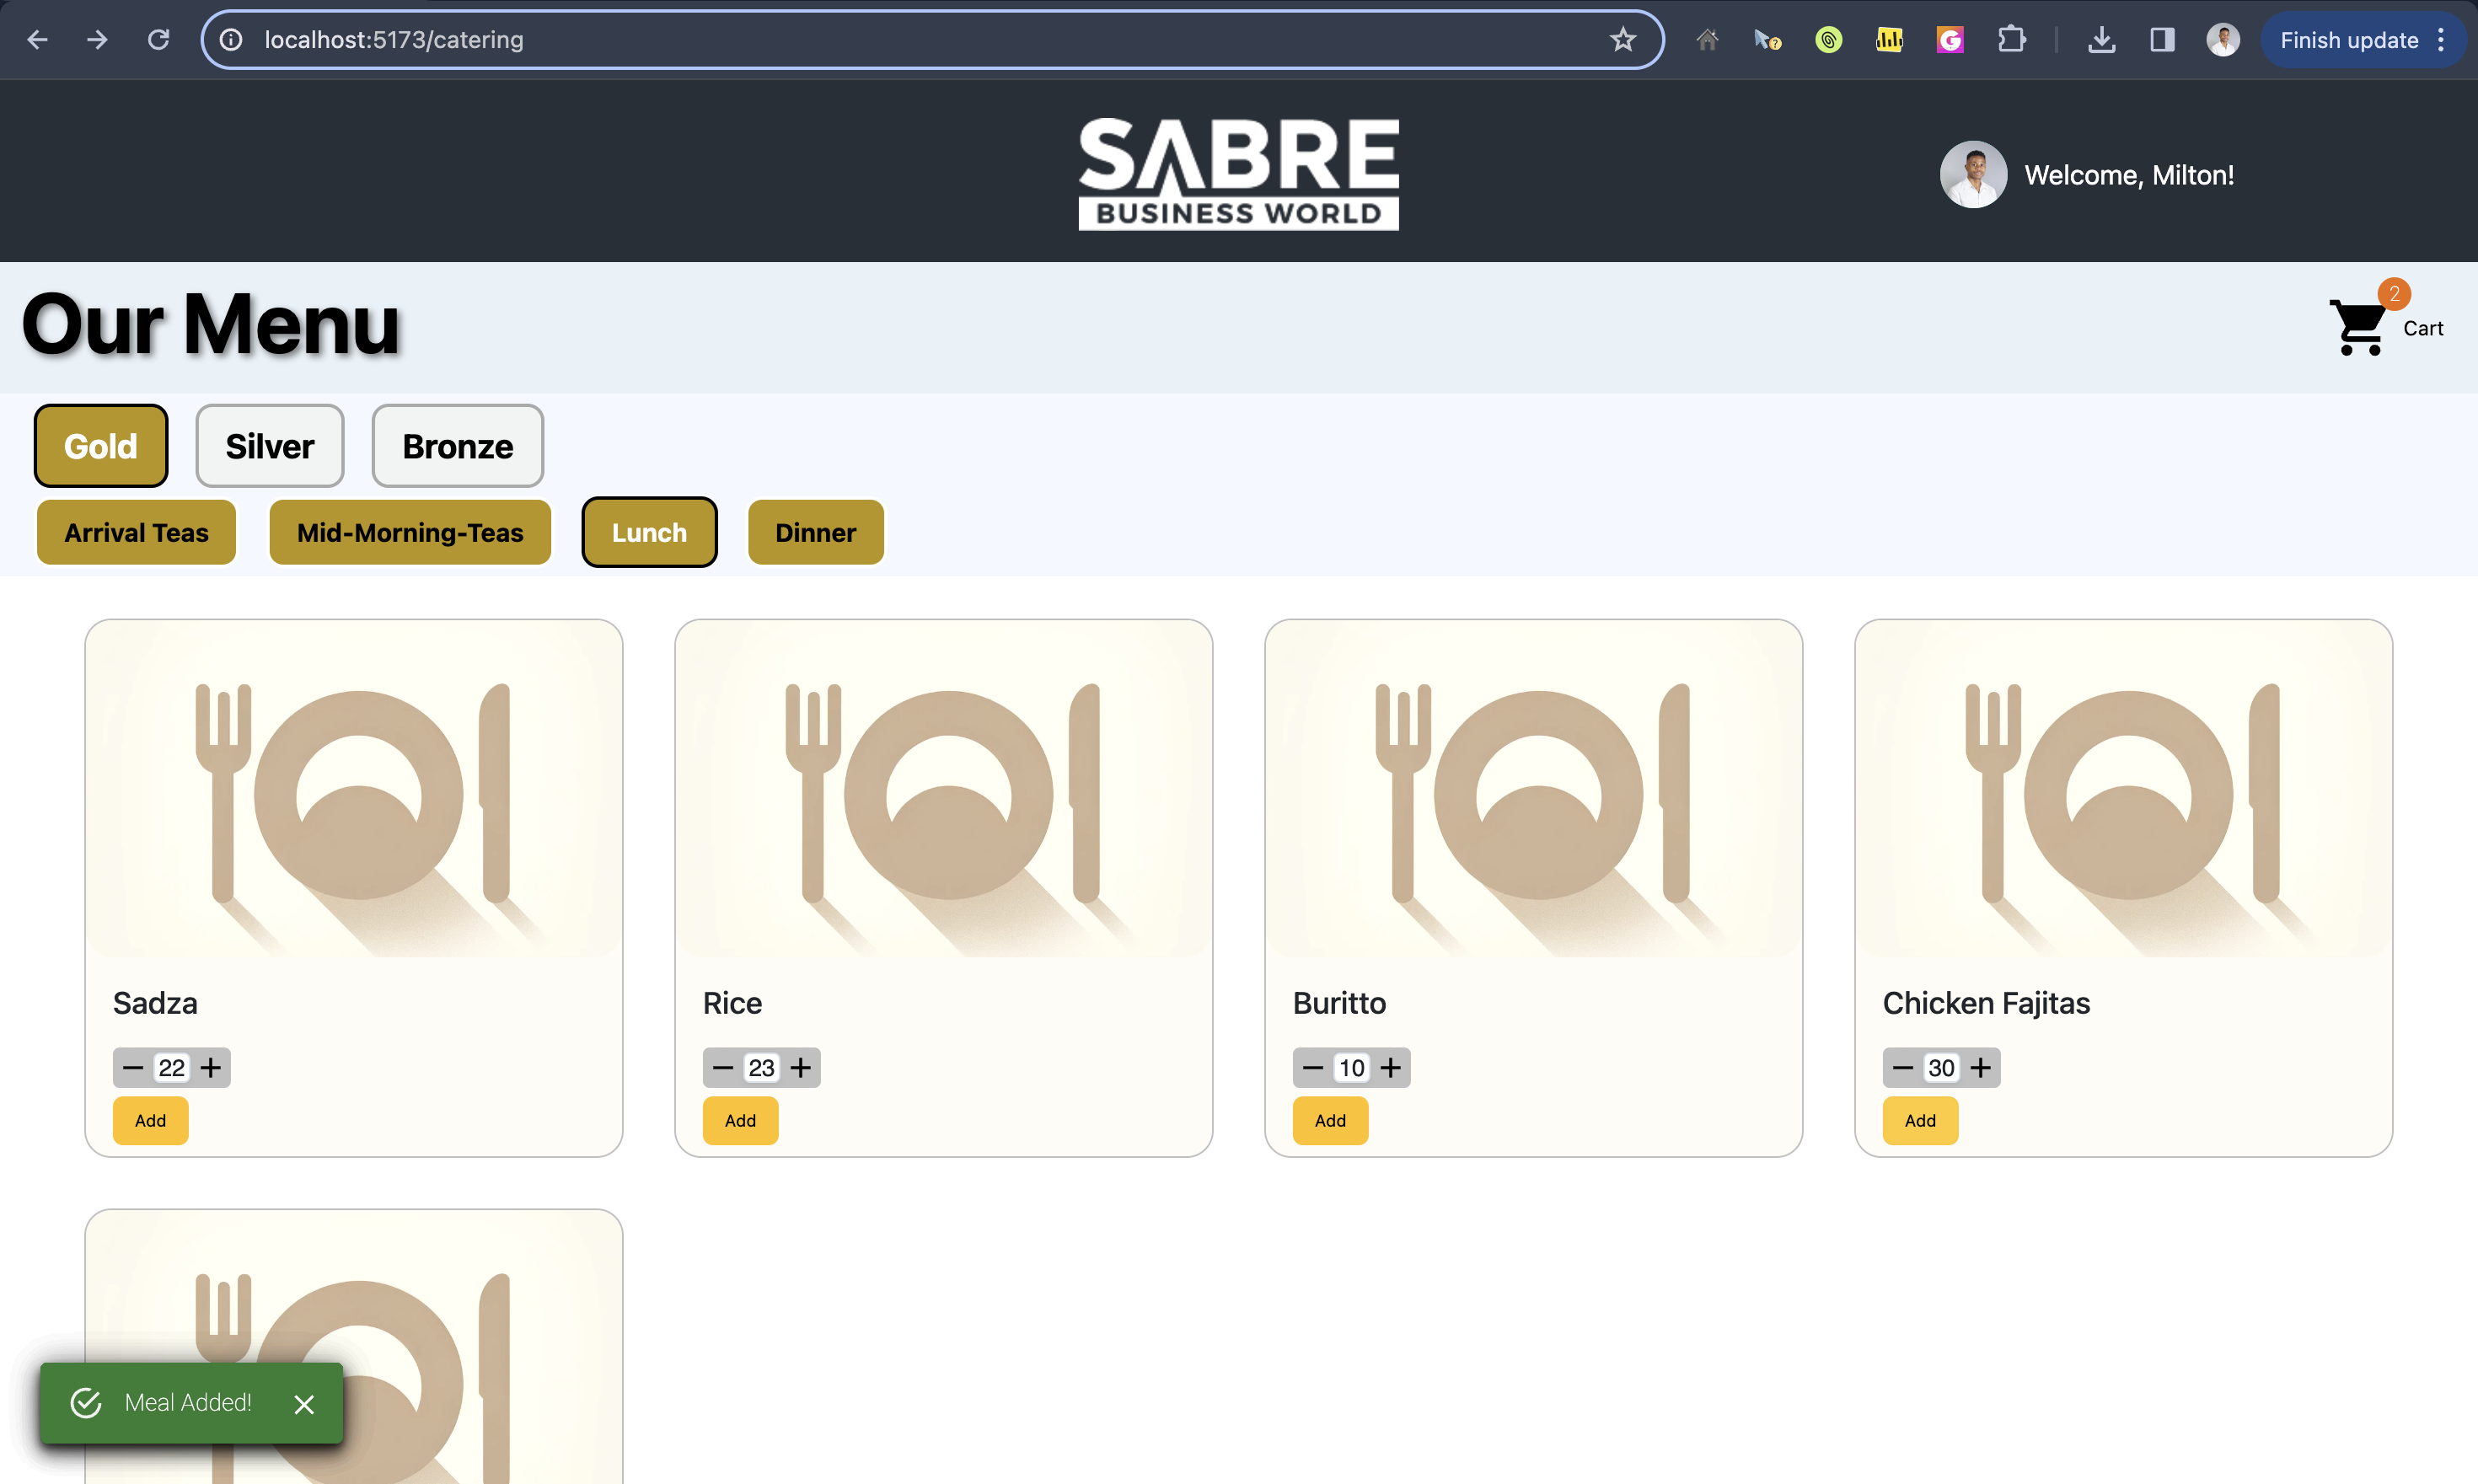 localhost:5173/catering
Finish update
SABRE
BUSINESS WORLD
Welcome, Milton!
Our Menu
2
Cart
Gold Silver Bronze
Arrival Teas Mid-Morning-Teas Lunch Dinner
Sadza Rice Buritto Chicken Fajitas
− 22 + − 23 + − 10 + − 30 +
Add Add Add Add
Meal Added!